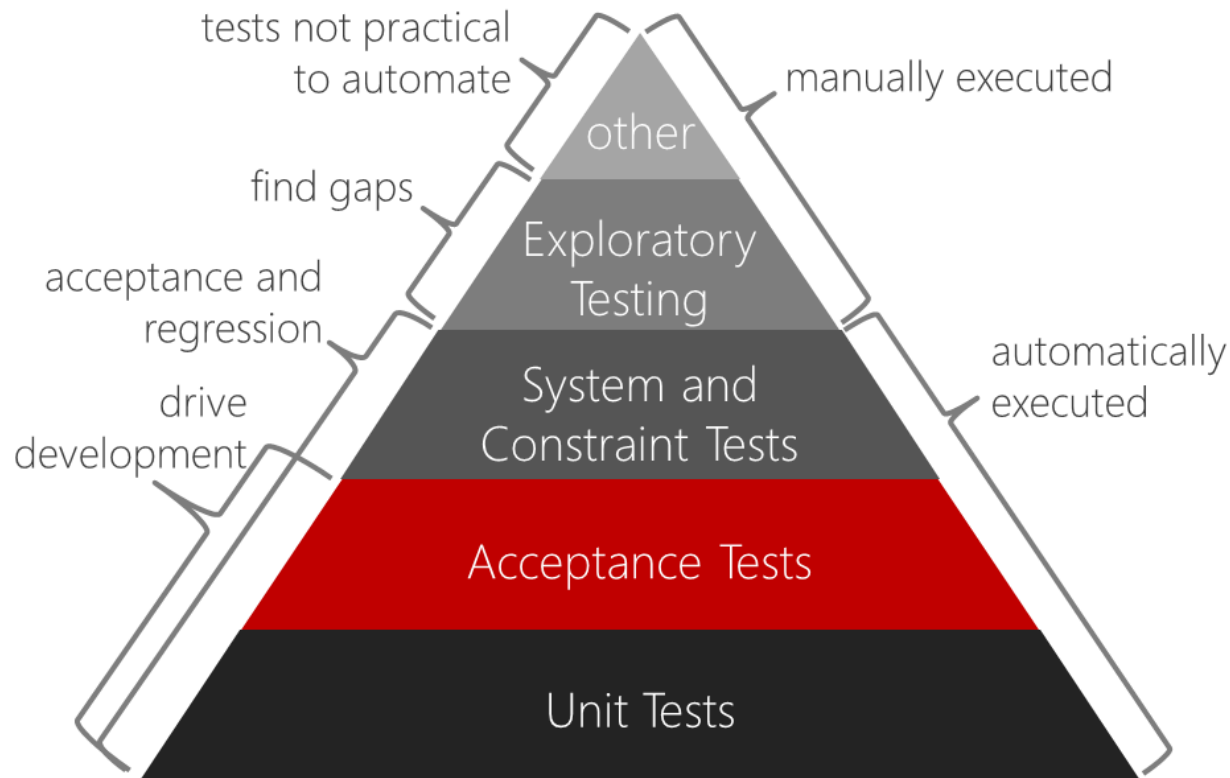 tests not practical
to automate
manually executed
other
find gaps
Exploratory
Testing
acceptance and
regression
automatically
executed
System and
Constraint Tests
drive
development
Acceptance Tests
Unit Tests